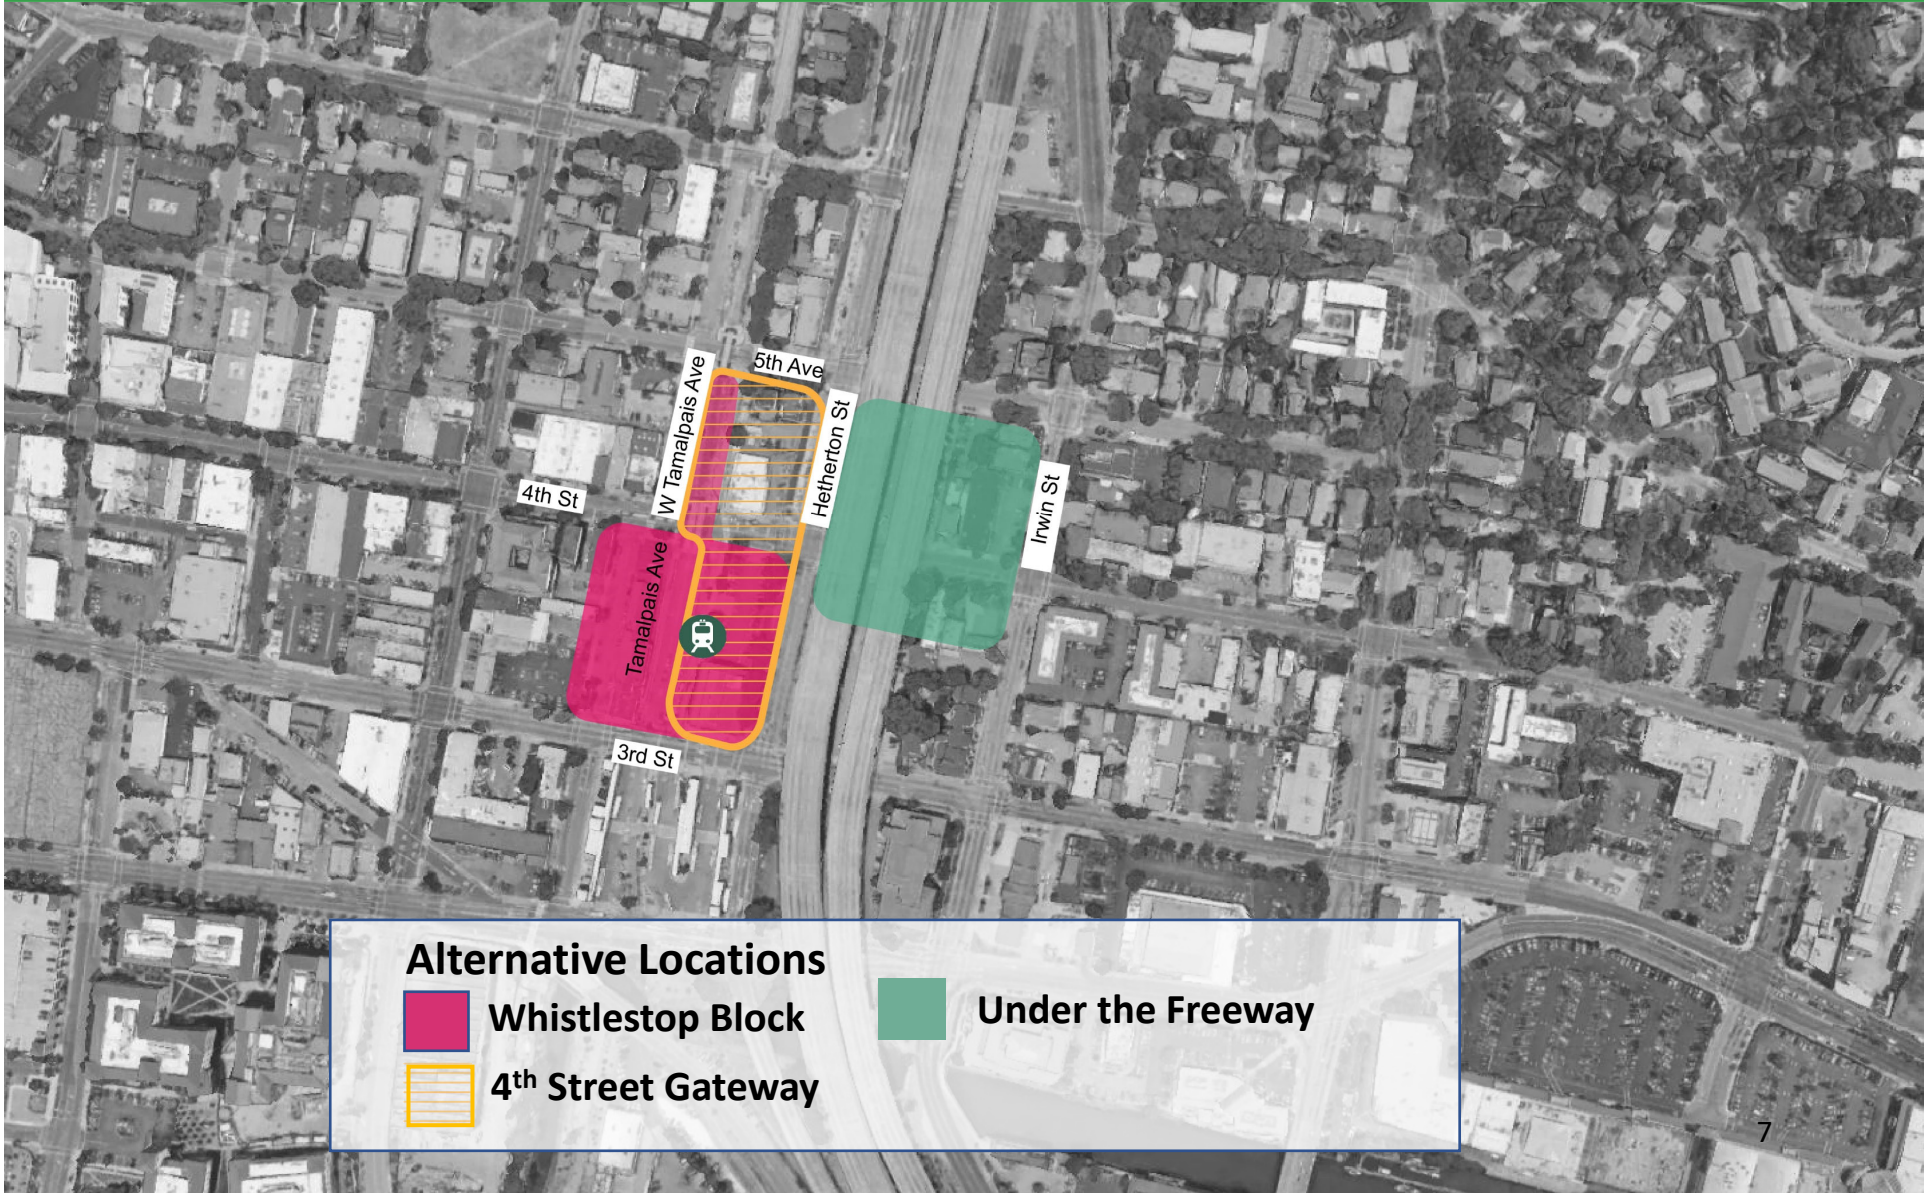 5th Ave
W Tamalpais Ave
Hetherton St
4th St
Irwin St
Tamalpais Ave
3rd St
Alternative Locations
Whistlestop Block
Under the Freeway
4th Street Gateway
7